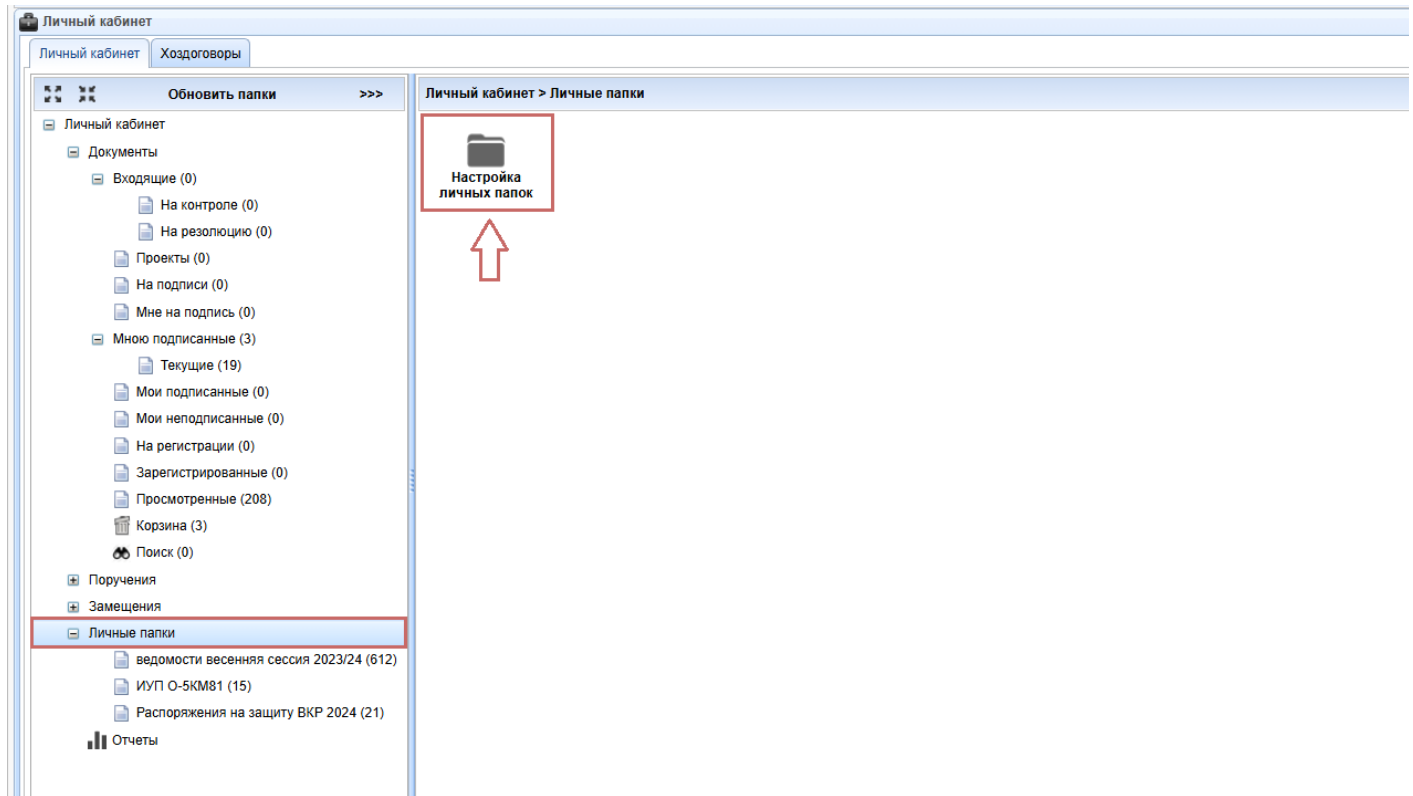 Личный кабинет
Личный кабинет Хоздоговоры
Обновить папки >>>
Личный кабинет
Документы
Входящие (0)
На контроле (0)
На резолюцию (0)
Проекты (0)
На подписи (0)
Мне на подпись (0)
Мною подписанные (3)
Текущие (19)
Мои подписанные (0)
Мои неподписанные (0)
На регистрации (0)
Зарегистрированные (0)
Просмотренные (208)
Корзина (3)
Поиск (0)
Поручения
Замещения
Личные папки
ведомости весенняя сессия 2023/24 (612)
ИУП О-5КМ81 (15)
Распоряжения на защиту ВКР 2024 (21)
Отчеты
Личный кабинет > Личные папки
Настройка
личных папок